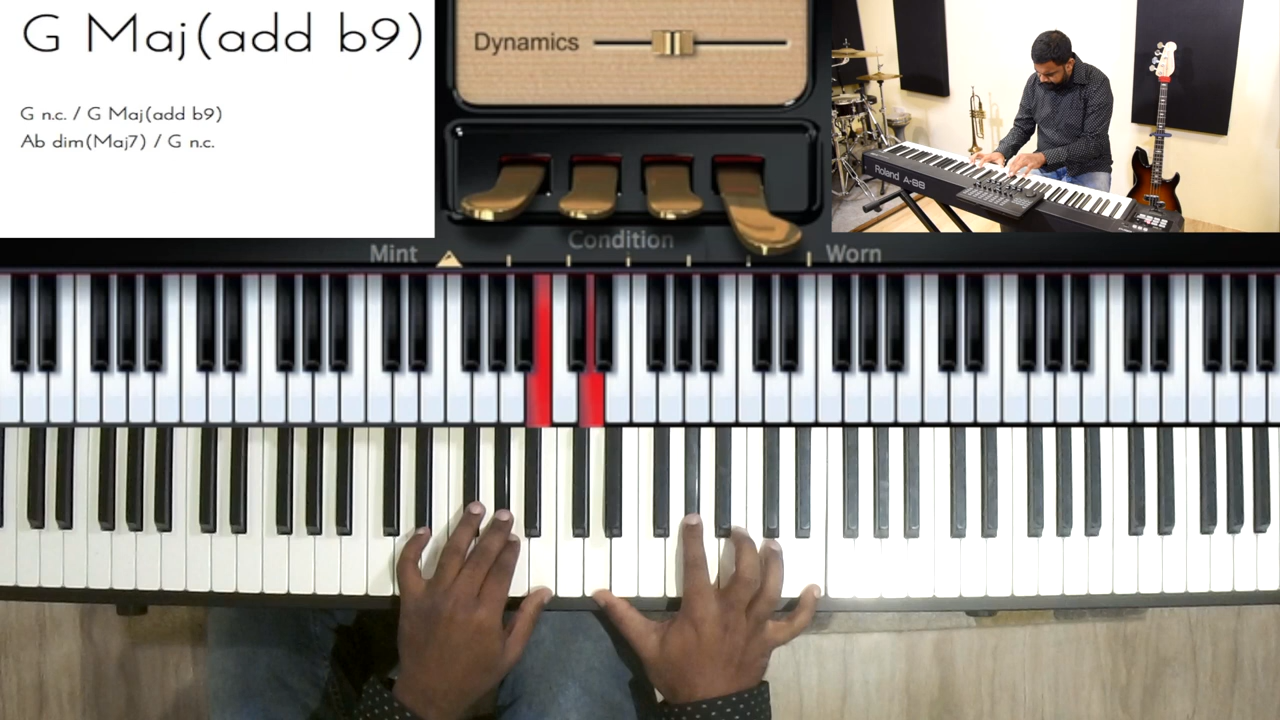 G Maj(add b9)
G n.c. / G Maj(add b9)
Ab dim(Maj7) / G n.c.
Dynamics
Mint
Condition
Worn
Roland A-88